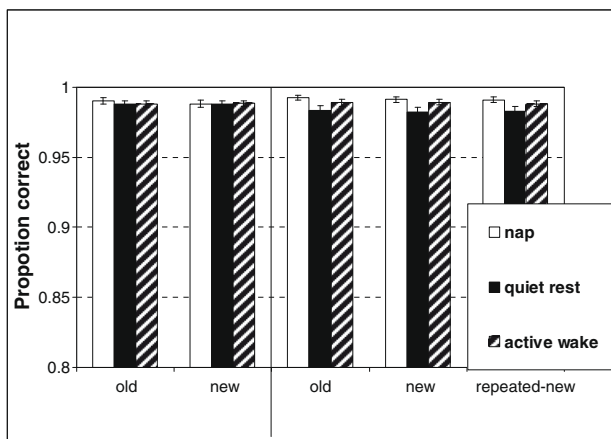 Propotion correct
1
0.95
0.9
0.85
0.8
old
new
old
new
repeated-new
nap
quiet rest
active wake